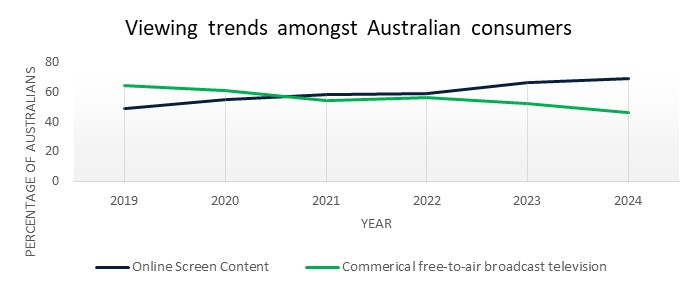 Viewing trends amongst Australian consumers
PERCENTAGE OF AUSTRALIANS
80
60
40
20
0
2019 2020 2021 2022 2023 2024
YEAR
Online Screen Content Commerical free-to-air broadcast television